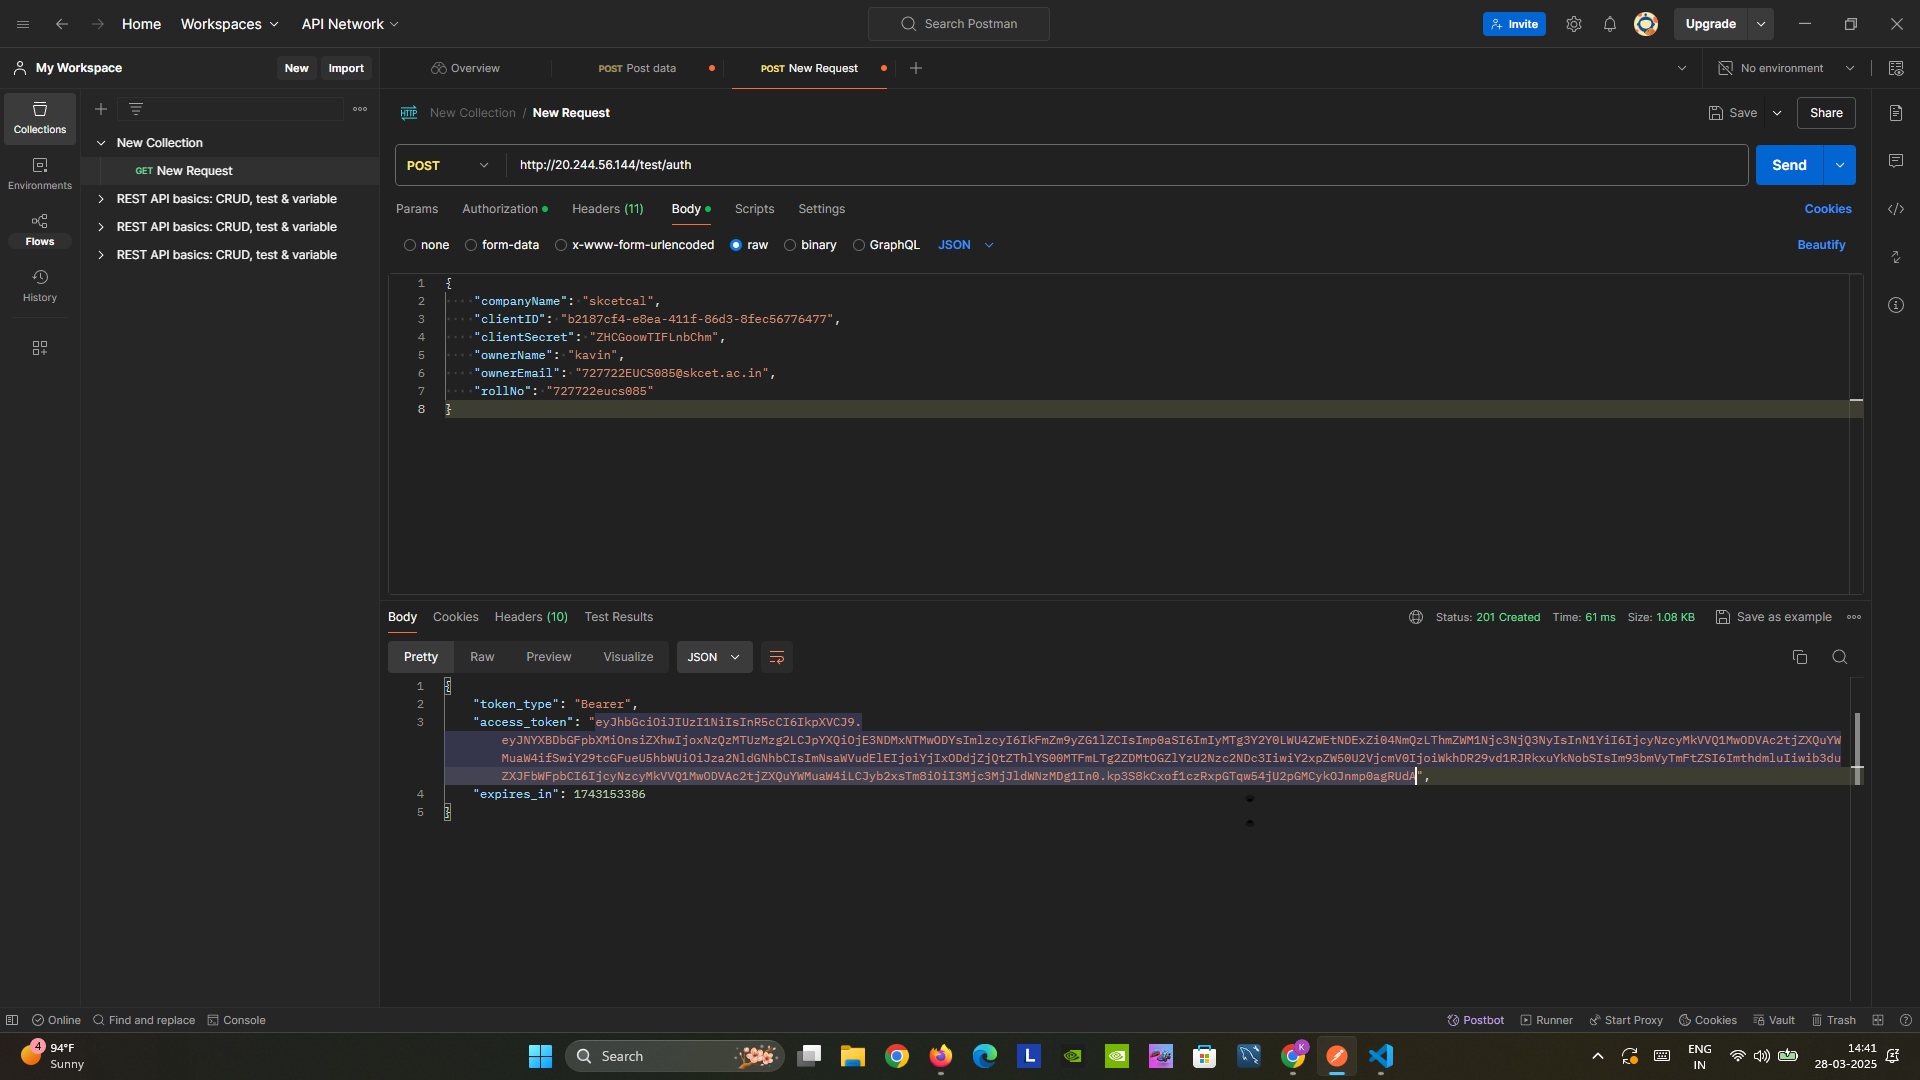 Home
Workspaces
API Network
Search Postman
Invite
Upgrade
My Workspace
New
Import
Overview
POST Post data
POST New Request
No environment
Collections
Environments
Flows
History
New Collection
GET New Request
REST API basics: CRUD, test & variable
REST API basics: CRUD, test & variable
REST API basics: CRUD, test & variable
HTTP New Collection / New Request
Save
Share
POST
http://20.244.56.144/test/auth
Send
Params
Authorization
Headers (11)
Body
Scripts
Settings
Cookies
none
form-data
x-www-form-urlencoded
raw
binary
GraphQL
JSON
Beautify
1 {
2 "companyName": "skcetcal",
3 "clientID": "b2187cf4-e8ea-411f-86d3-8fec56776477",
4 "clientSecret": "ZHCGoowTIFLnbChm",
5 "ownerName": "kavin",
6 "ownerEmail": "727722EUCS085@skcet.ac.in",
7 "rollNo": "727722eucs085"
8 }
Body
Cookies
Headers (10)
Test Results
Status: 201 Created
Time: 61 ms
Size: 1.08 KB
Save as example
Pretty
Raw
Preview
Visualize
JSON
1 {
2 "token_type": "Bearer",
3 "access_token": "eyJhbGciOiJIUzI1NiIsInR5cCI6IkpXVCJ9.
4 "expires_in": 1743153386
5 }
Online
Find and replace
Console
Postbot
Runner
Start Proxy
Cookies
Vault
Trash
4
94°F
Sunny
Search
L
K
ENG
IN
14:41
28-03-2025